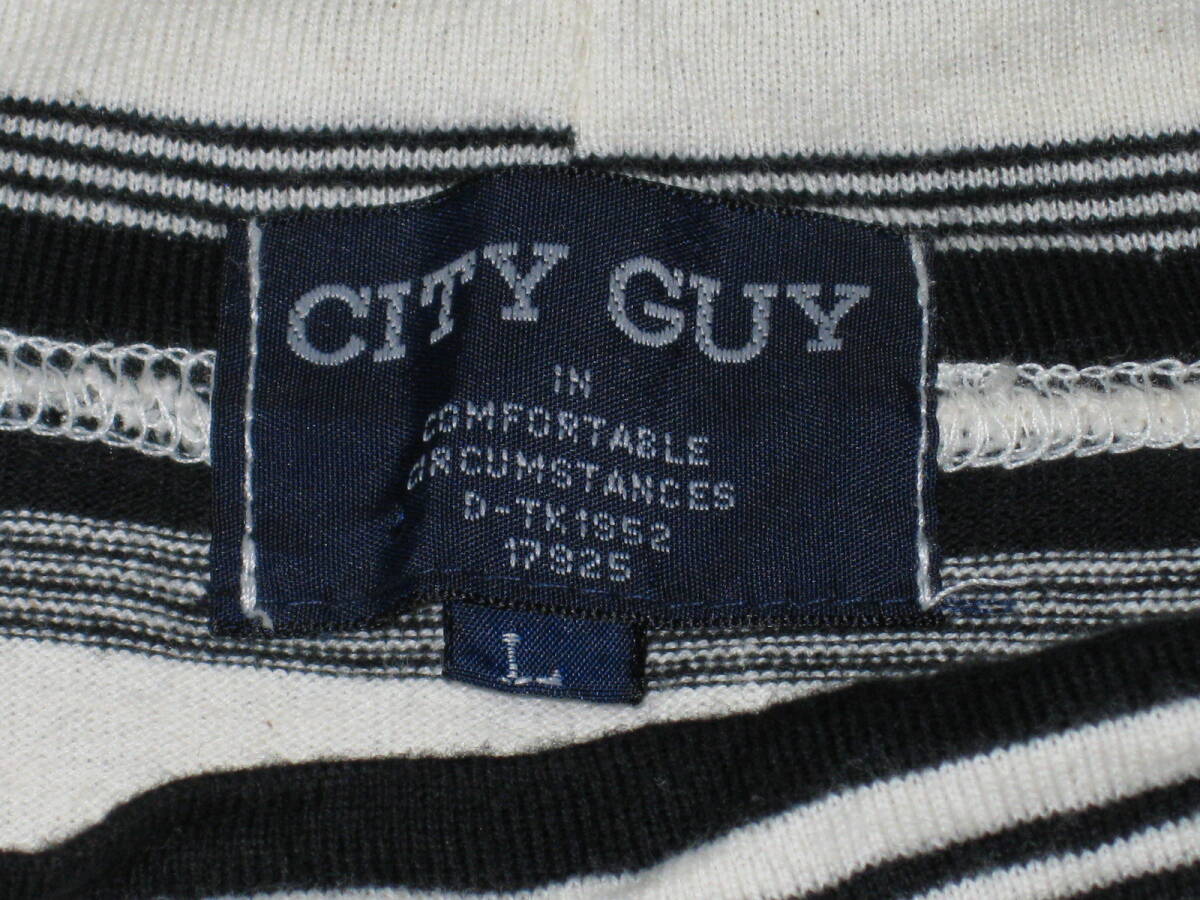 CITY GUY
IN
COMFORTABLE
CIRCUMSTANCES
D-TK1952
17925
L